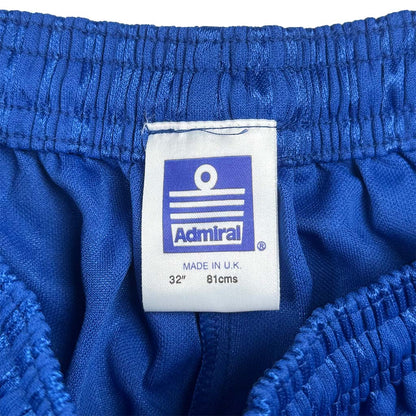 Admiral®
MADE IN U.K.
32" 81cms